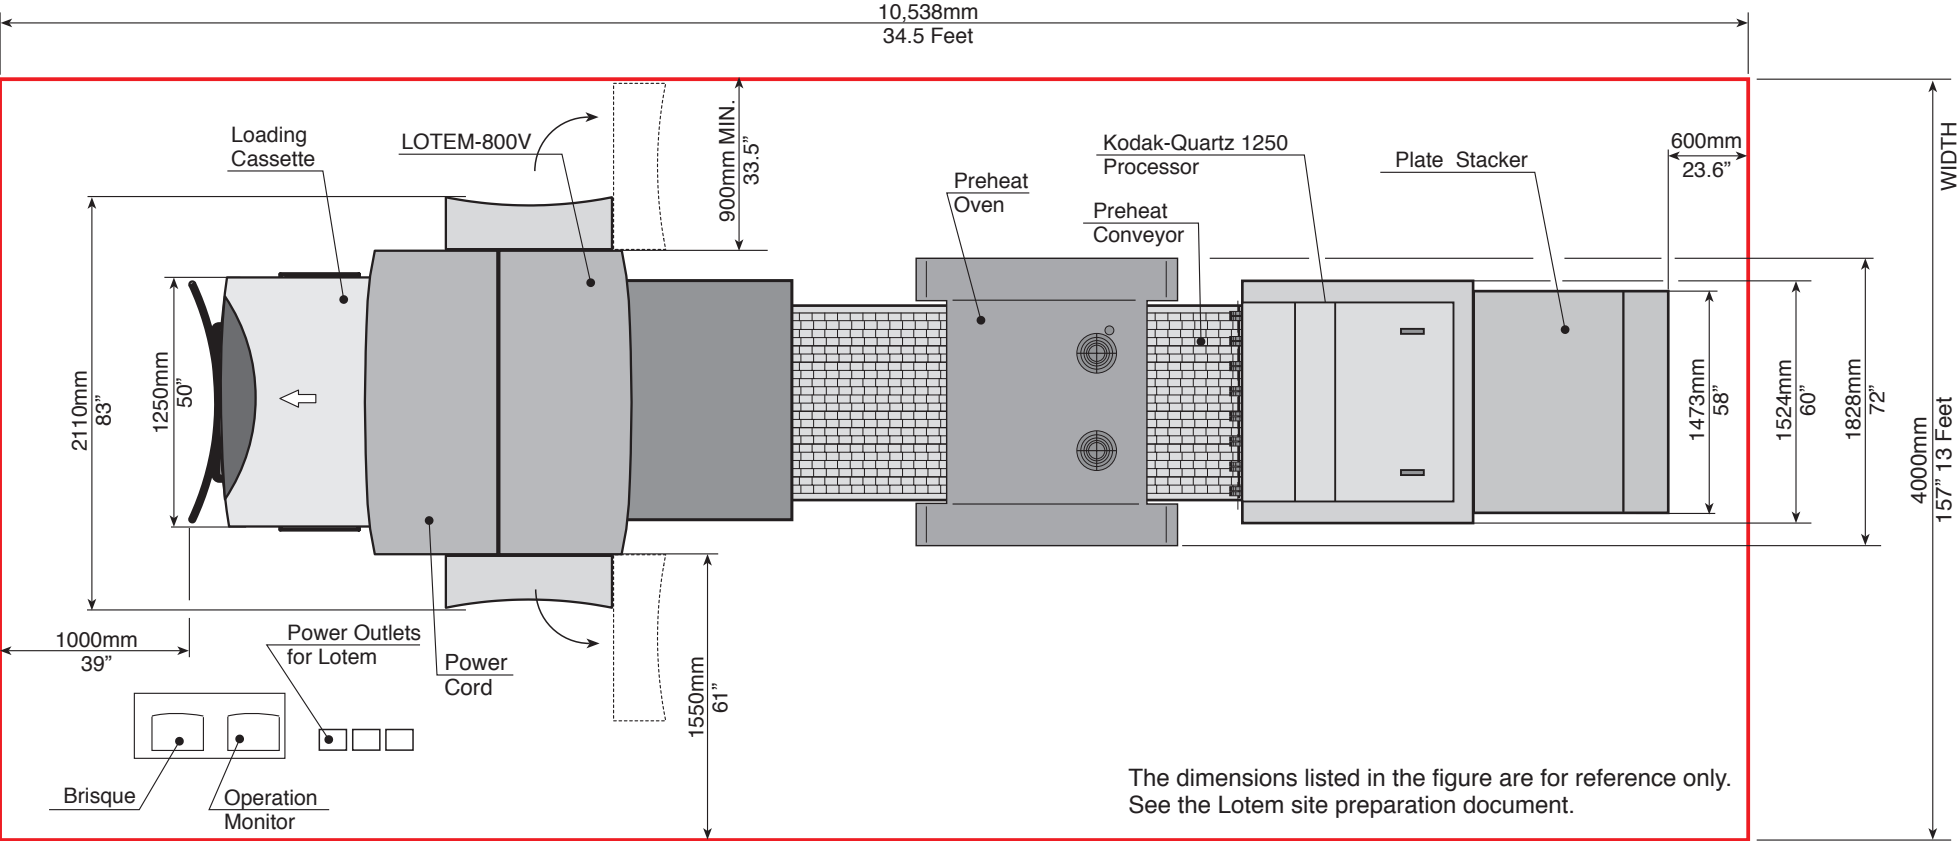 10,538mm
34.5 Feet
Loading
Cassette
LOTEM-800V
900mm MIN.
33.5”
Preheat
Oven
Preheat
Conveyor
Kodak-Quartz 1250
Processor
Plate Stacker
600mm
23.6”
WIDTH
2110mm
83”
1250mm
50”
1473mm
58”
1524mm
60”
1828mm
72”
4000mm
157” 13 Feet
1000mm
39”
Power Outlets
for Lotem
Power
Cord
1550mm
61”
Brisque
Operation
Monitor
The dimensions listed in the figure are for reference only.
See the Lotem site preparation document.